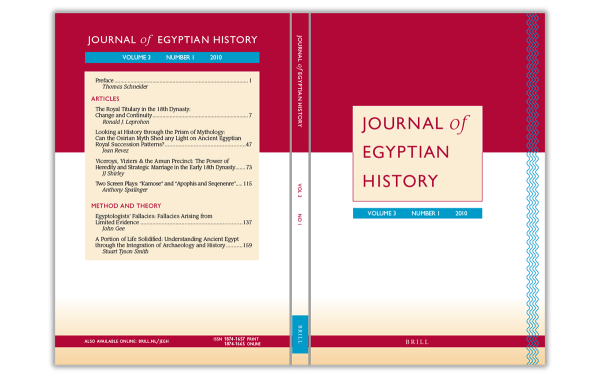 JOURNAL of EGYPTIAN HISTORY
VOLUME 3 NUMBER 1 2010
Preface 1
Thomas Schneider
ARTICLES
The Royal Titulary in the 18th Dynasty:
Change and Continuity 7
Ronald J. Leprohon
Looking at History through the Prism of Mythology:
Can the Osirian Myth Shed any Light on Ancient Egyptian
Royal Succession Patterns? 47
Jean Revez
Viceroys, Viziers & the Amun Precinct: The Power of
Heredity and Strategic Marriage in the Early 18th Dynasty 73
JJ Shirley
Two Screen Plays: "Kamose" and "Apophis and Seqenenre". 115
Anthony Spalinger
METHOD AND THEORY
Egyptologists' Fallacies: Fallacies Arising from
Limited Evidence 137
John Gee
A Portion of Life Solidified: Understanding Ancient Egypt
through the Integration of Archaeology and History 159
Stuart Tyson Smith
ALSO AVAILABLE ONLINE: BRILL.NL/JEGH
ISSN 1874-1657 PRINT
1874-1665 ONLINE
JOURNAL of EGYPTIAN HISTORY
VOL 3
NO 1
BRILL
JOURNAL of
EGYPTIAN
HISTORY
VOLUME 3 NUMBER 1 2010
BRILL